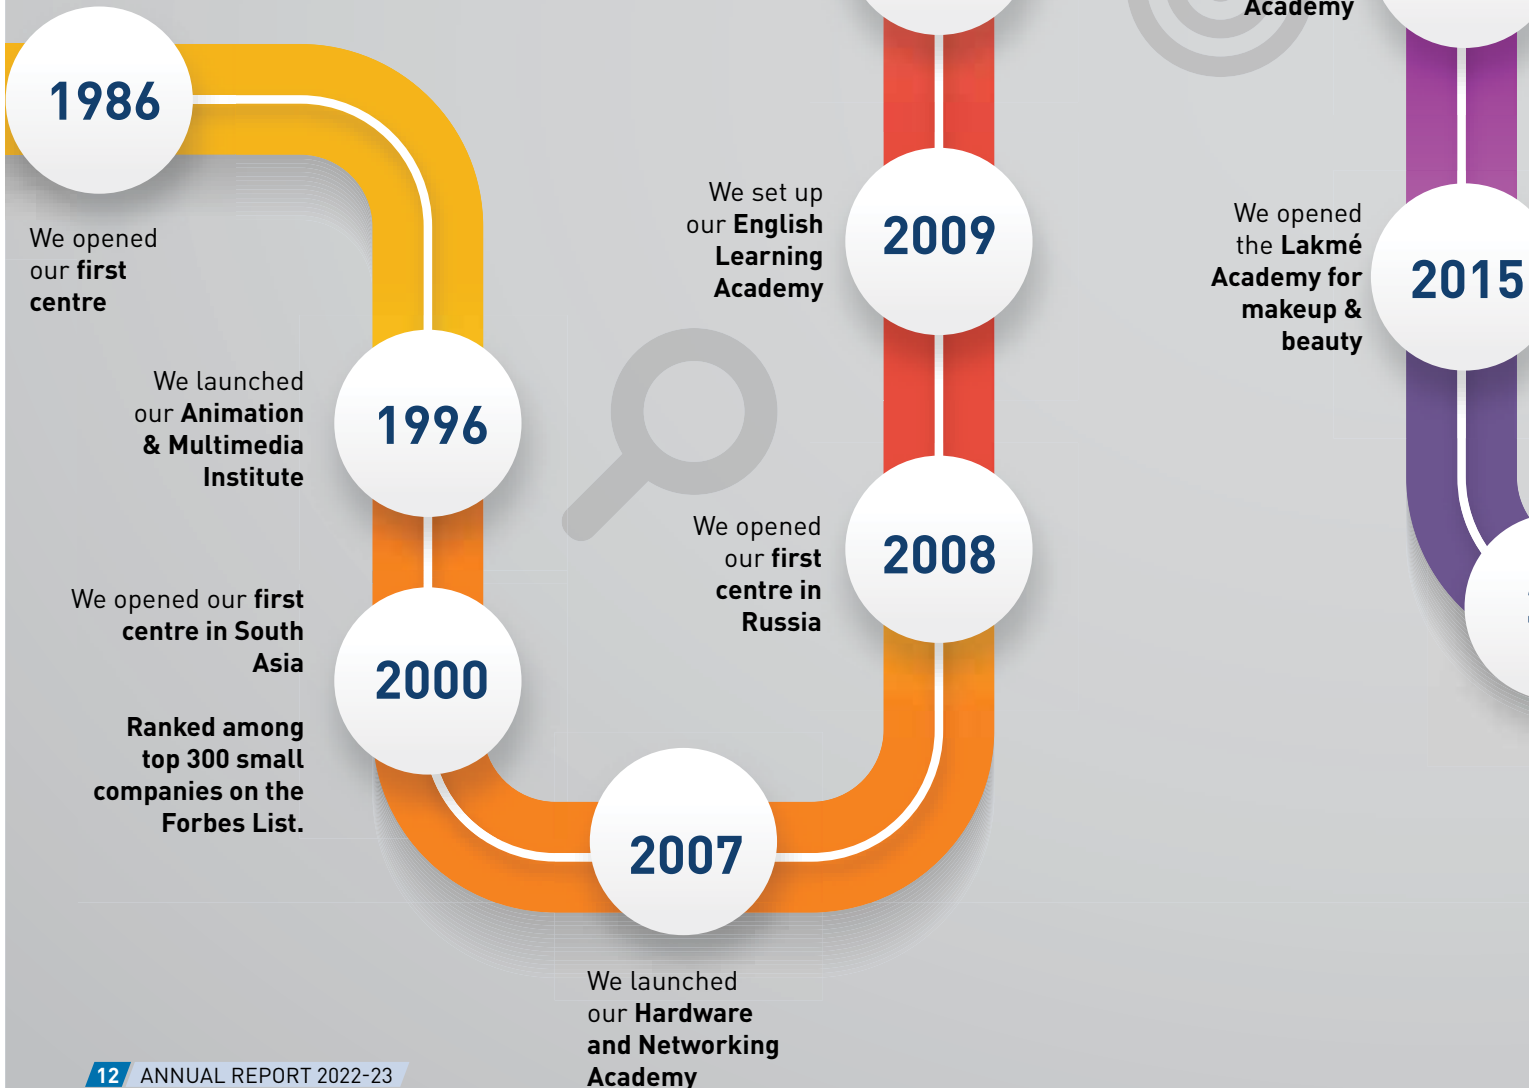 1986
We opened
our first
centre
We launched
our Animation
& Multimedia
Institute
1996
We opened our first
centre in South
Asia
Ranked among
top 300 small
companies on the
Forbes List.
2000
2007
We launched
our Hardware
and Networking
Academy
We opened
our first
centre in
Russia
2008
We set up
our English
Learning
Academy
2009
Academy
We opened
the Lakmé
Academy for
makeup &
beauty
2015
12 ANNUAL REPORT 2022-23